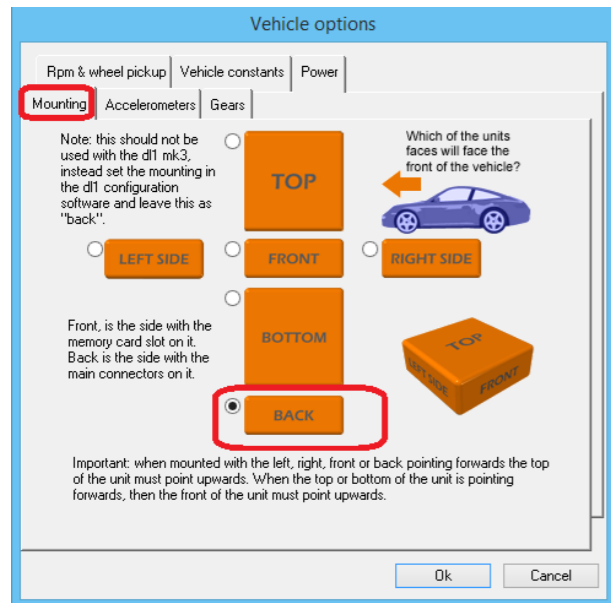 Vehicle options
Rpm & wheel pickup
Vehicle constants
Power
Mounting
Accelerometers
Gears
Note: this should not be
used with the dl1 mk3,
instead set the mounting in
the dl1 configuration
software and leave this as
"back".
TOP
Which of the units
faces will face the
front of the vehicle?
LEFT SIDE
FRONT
RIGHT SIDE
Front, is the side with the
memory card slot on it.
Back is the side with the
main connectors on it.
BOTTOM
TOP
LEFT SIDE
FRONT
BACK
Important: when mounted with the left, right, front or back pointing forwards the top
of the unit must point upwards. When the top or bottom of the unit is pointing
forwards, then the front of the unit must point upwards.
Ok
Cancel